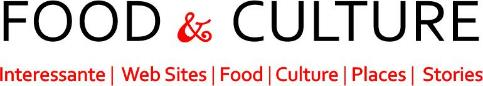 FOOD & CULTURE
Interessante | Web Sites | Food | Culture | Places | Stories